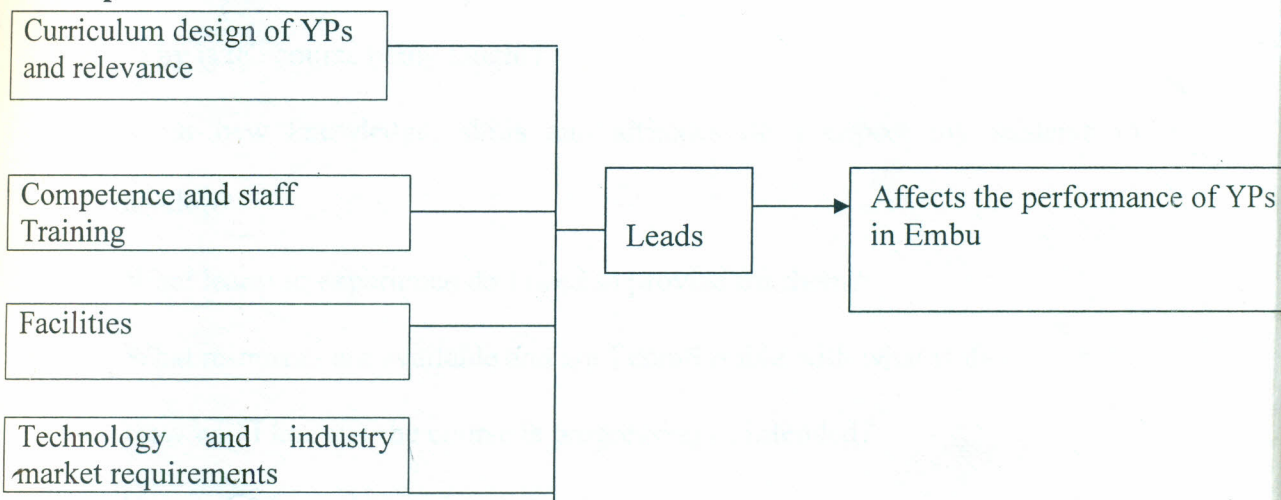 Curriculum design of YPs
and relevance
Competence and staff
Training
Facilities
Technology and industry
market requirements
Leads
Affects the performance of YPs
in Embu